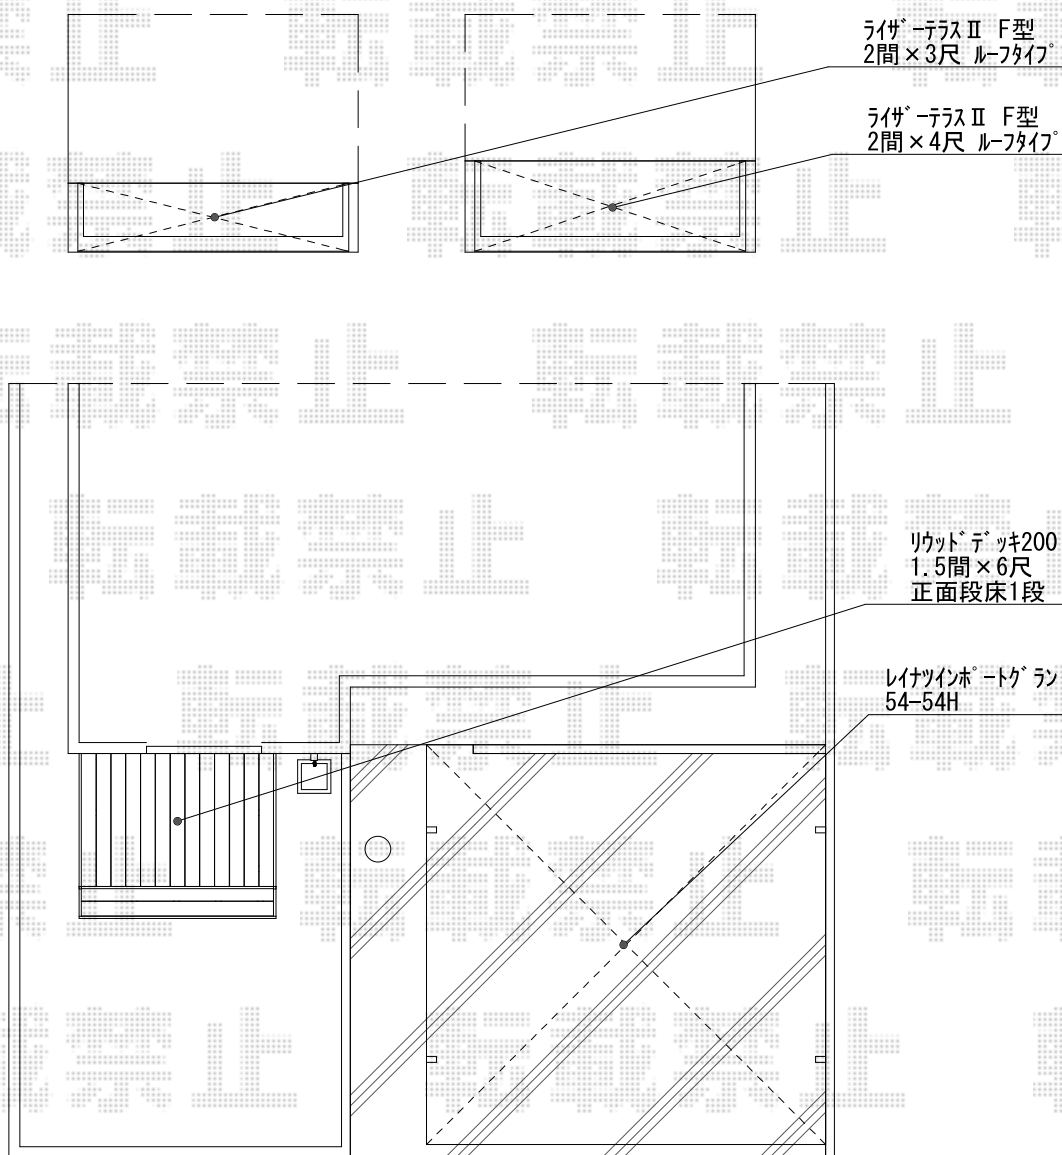 ライザーテラスⅡ F型
2間×3尺 ルーフタイプ
ライザーテラスⅡ F型
2間×4尺 ルーフタイプ
リウッドデッキ200
1.5間×6尺
正面段床1段
レイナツインポートグラン
54-54H
転載禁止